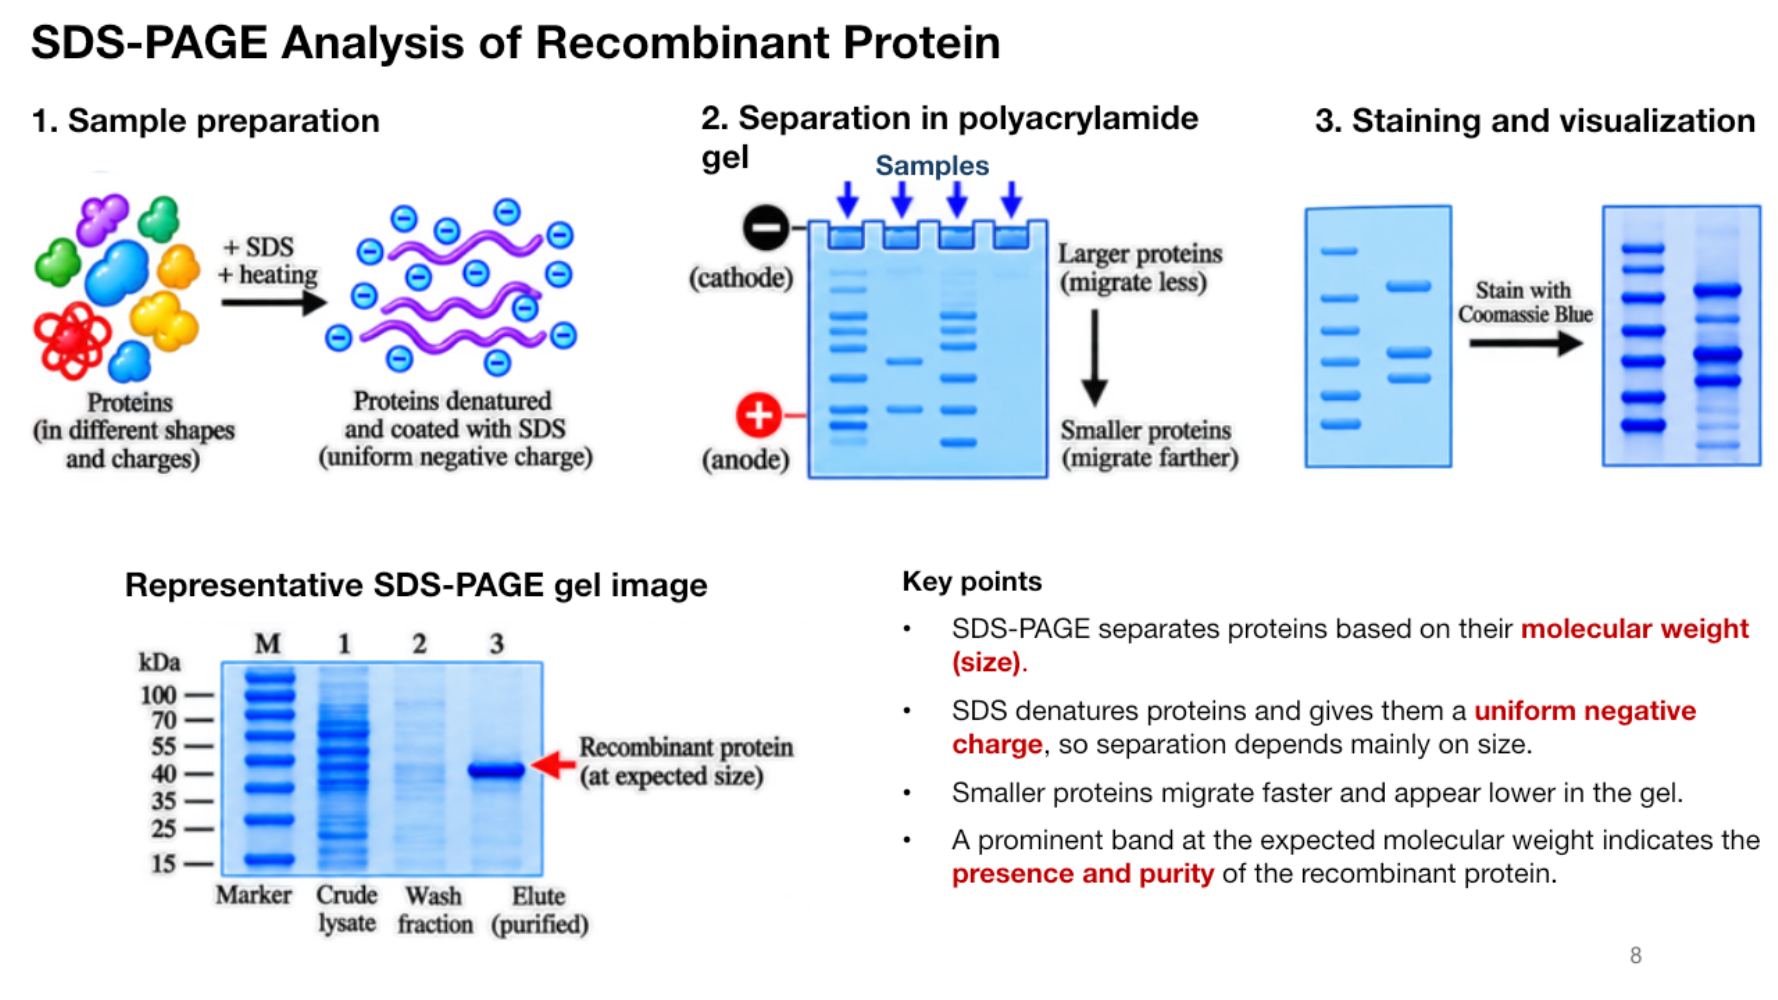 SDS-PAGE Analysis of Recombinant Protein
1. Sample preparation
+ SDS
+ heating
Proteins
(in different shapes
and charges)
Proteins denatured
and coated with SDS
(uniform negative charge)
2. Separation in polyacrylamide
gel
Samples
(cathode)
(anode)
Larger proteins
(migrate less)
Smaller proteins
(migrate farther)
3. Staining and visualization
Stain with
Coomassie Blue
Representative SDS-PAGE gel image
M 1 2 3
kDa
100
70
55
40
35
25
15
Recombinant protein
(at expected size)
Marker
Crude
lysate
Wash
fraction
Elute
(purified)
Key points
• SDS-PAGE separates proteins based on their molecular weight
(size).
• SDS denatures proteins and gives them a uniform negative
charge, so separation depends mainly on size.
• Smaller proteins migrate faster and appear lower in the gel.
• A prominent band at the expected molecular weight indicates the
presence and purity of the recombinant protein.
8